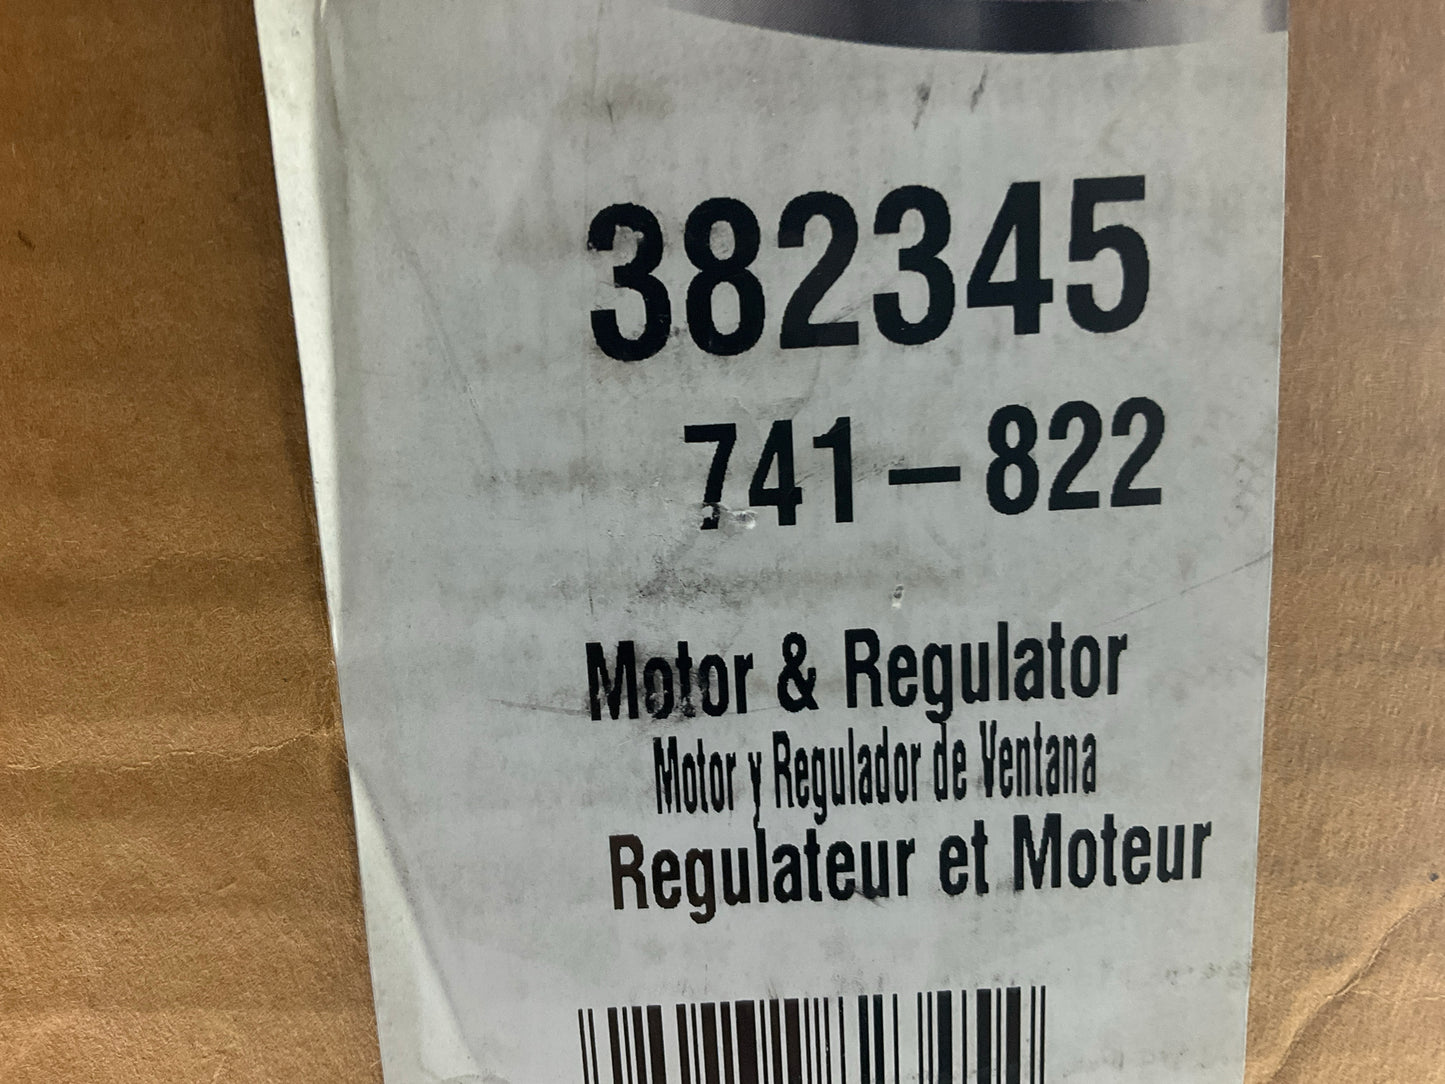 382345
741-822
Motor & Regulator
Motor y Regulador de Ventana
Regulateur et Moteur